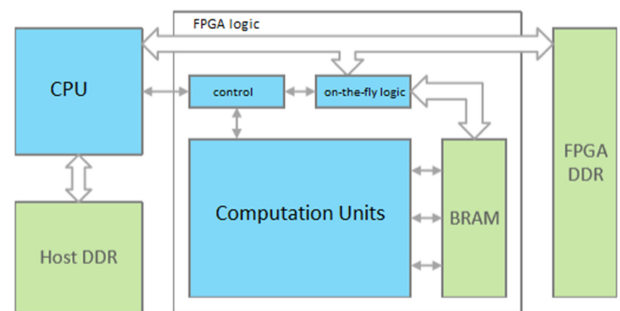 FPGA logic
CPU
control
on-the-fly logic
FPGA
DDR
Computation Units
BRAM
Host DDR